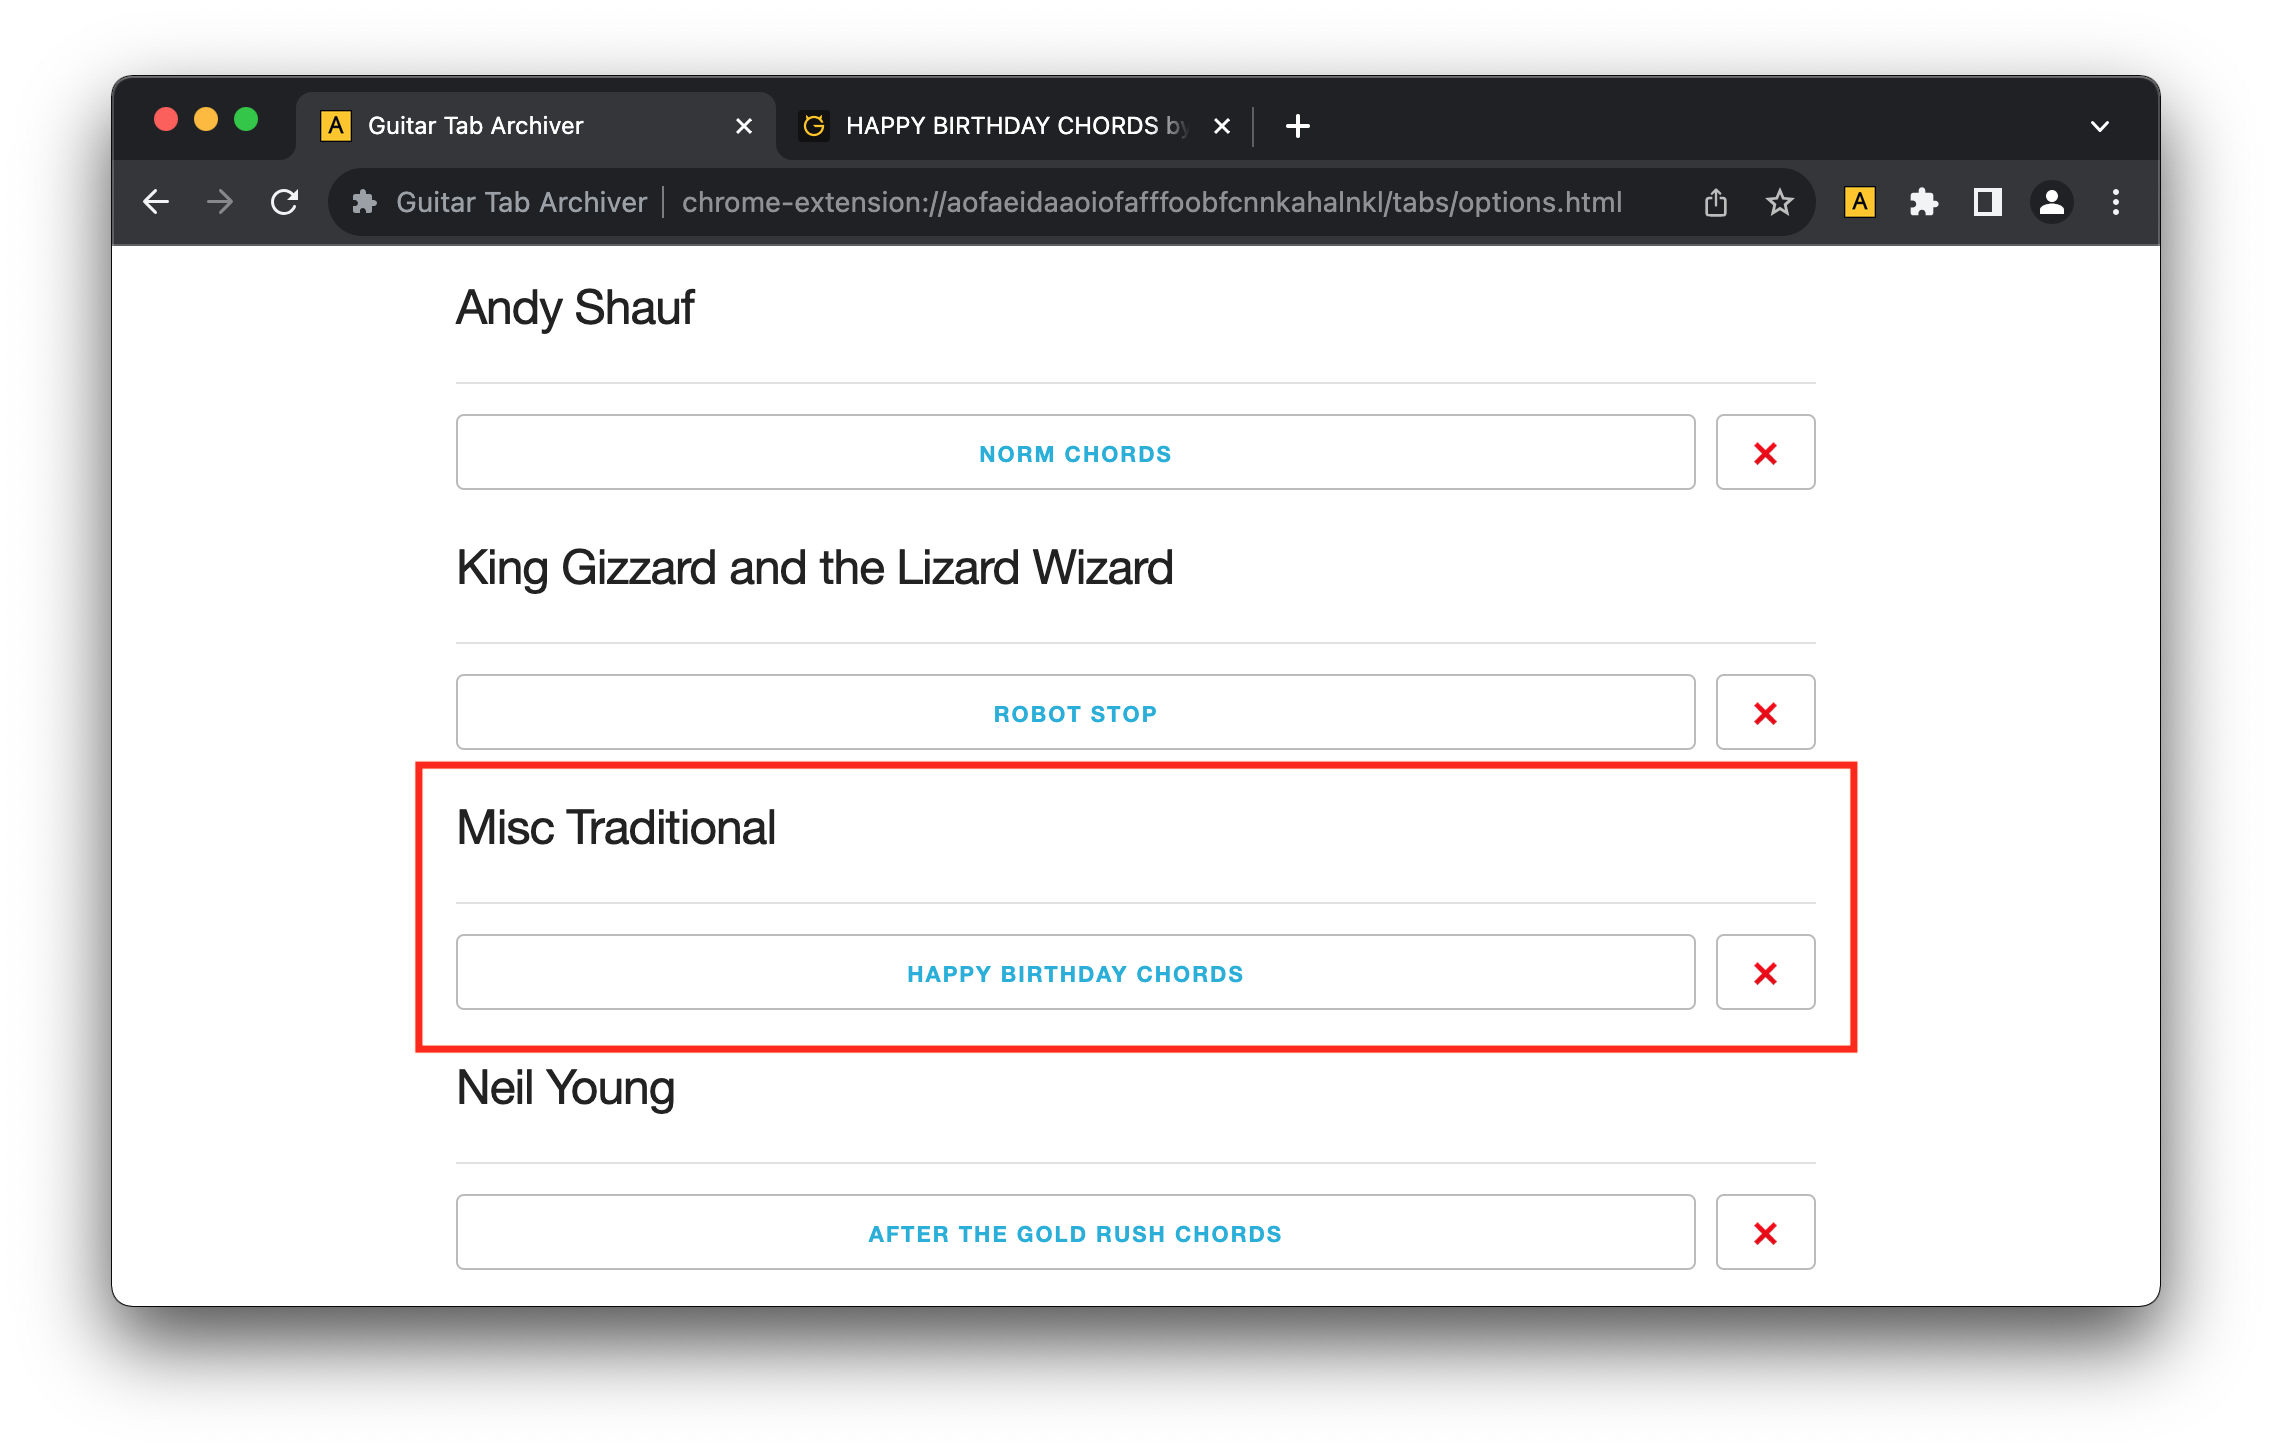 A Guitar Tab Archiver
HAPPY BIRTHDAY CHORDS by
Guitar Tab Archiver
chrome-extension://aofaeidaaoiofafffoobfcnnkahalnkl/tabs/options.html
A
Andy Shauf
NORM CHORDS
King Gizzard and the Lizard Wizard
ROBOT STOP
Misc Traditional
HAPPY BIRTHDAY CHORDS
Neil Young
AFTER THE GOLD RUSH CHORDS